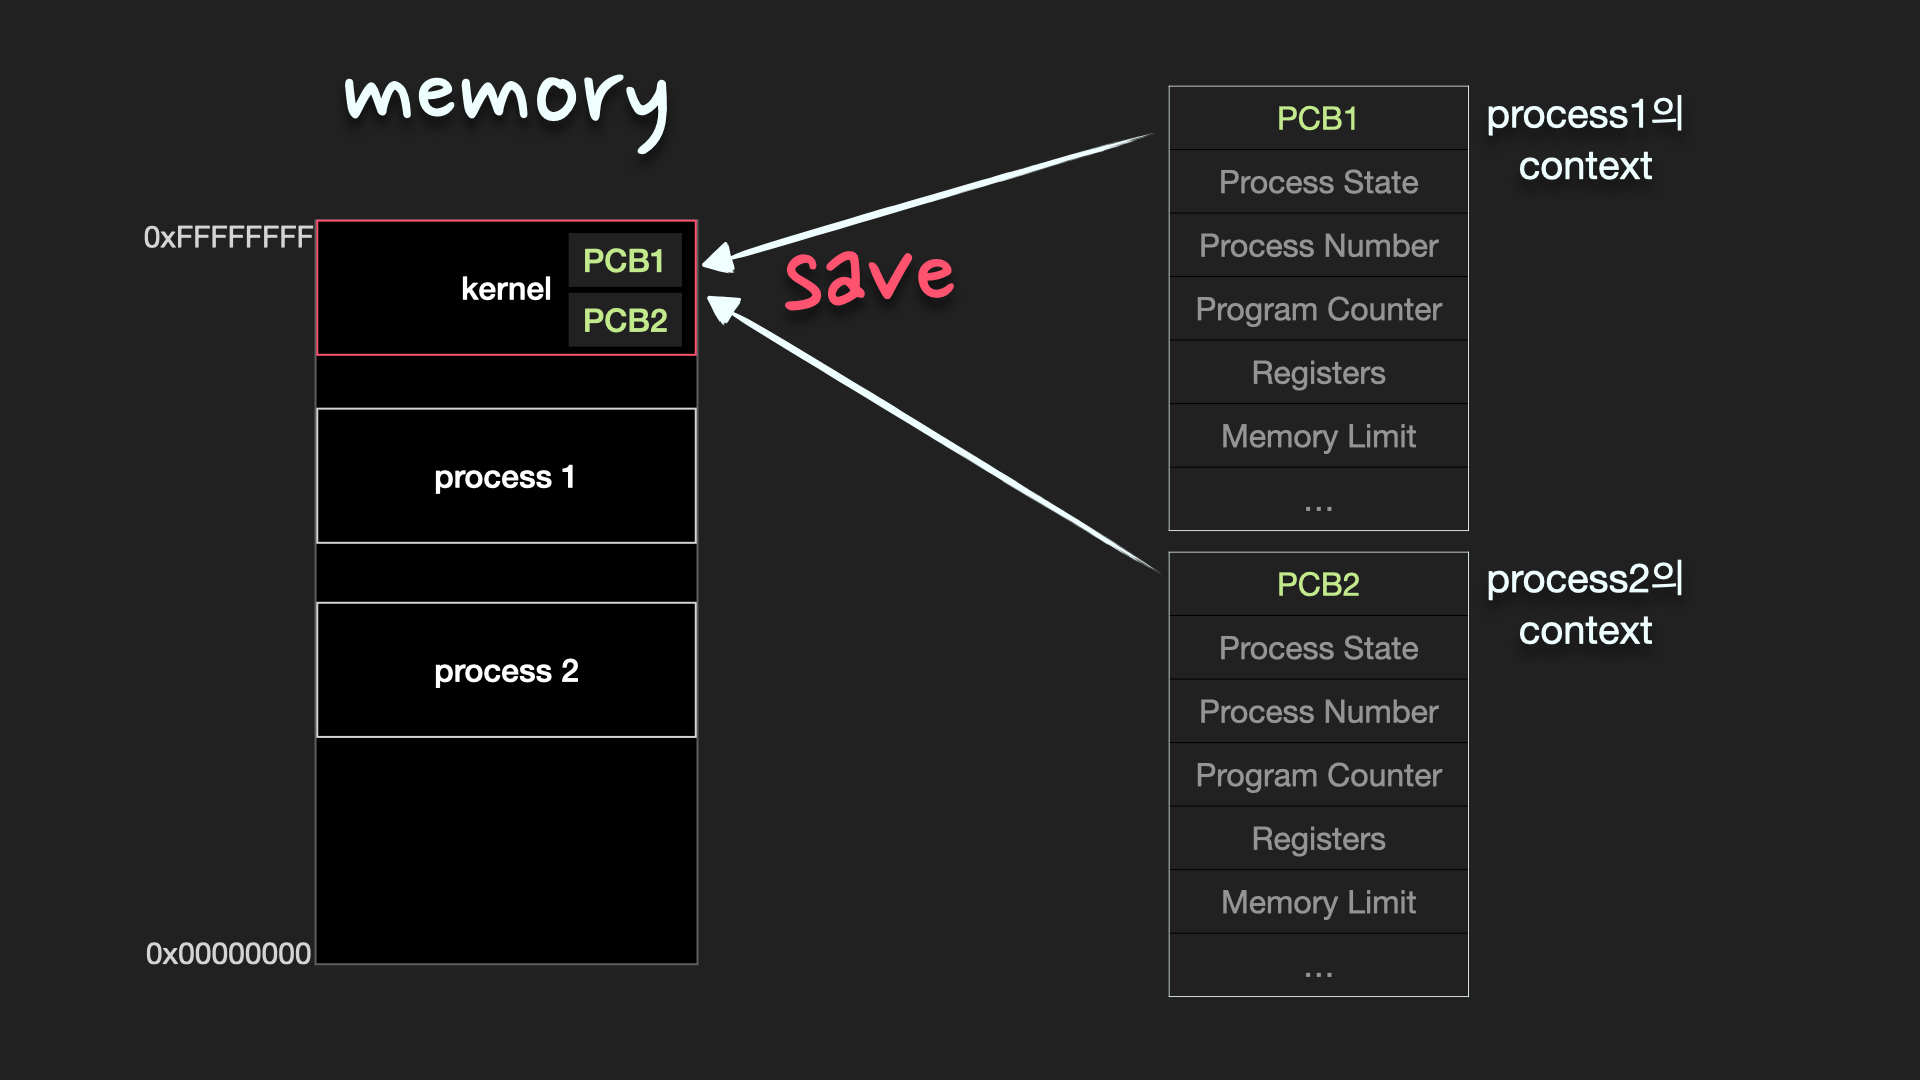 memory
0xFFFFFFFF
kernel
PCB1
PCB2
process 1
process 2
0x00000000
save
PCB1
Process State
Process Number
Program Counter
Registers
Memory Limit
...
process1의
context
PCB2
Process State
Process Number
Program Counter
Registers
Memory Limit
...
process2의
context